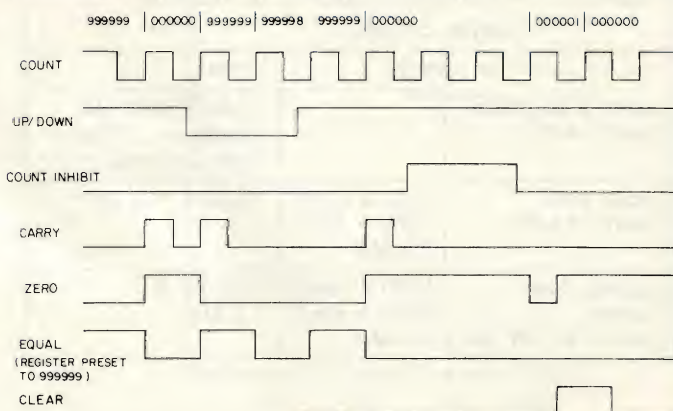 999999 | 000000 | 999999 | 999998 999999 | 000000 | 000001 | 000000
COUNT
UP/DOWN
COUNT INHIBIT
CARRY
ZERO
EQUAL
(REGISTER PRESET
TO 999999)
CLEAR